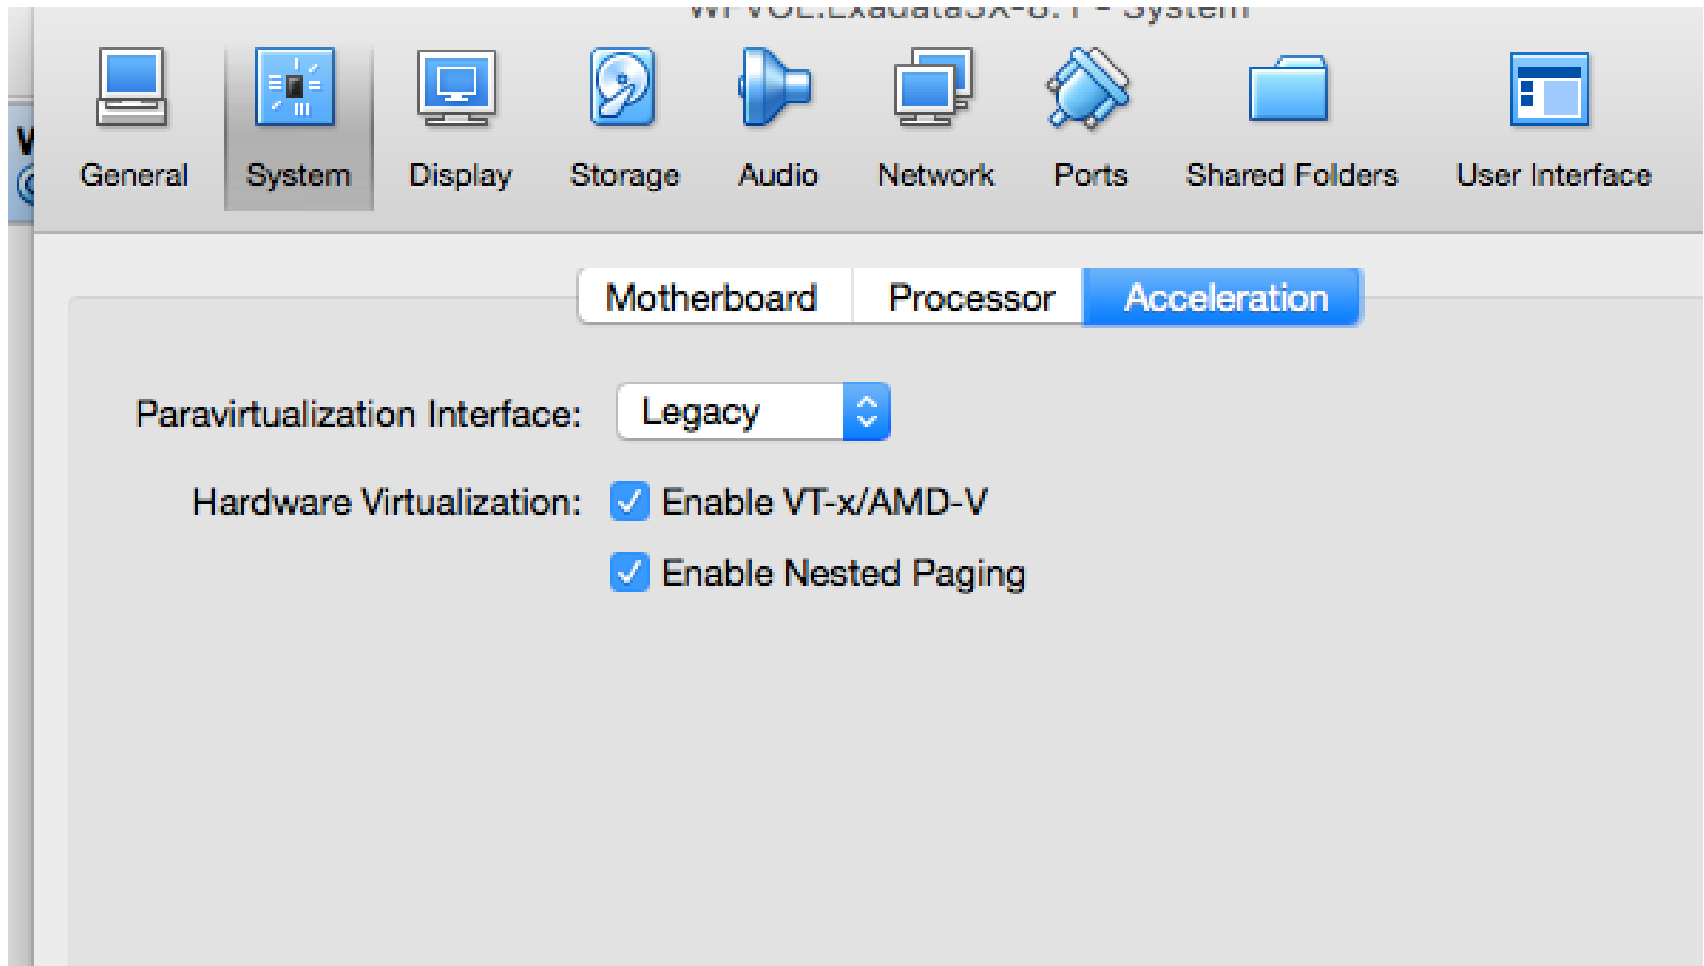 - System
General System Display Storage Audio Network Ports Shared Folders User Interface
Motherboard Processor Acceleration
Paravirtualization Interface: Legacy
Hardware Virtualization: Enable VT-x/AMD-V
Enable Nested Paging